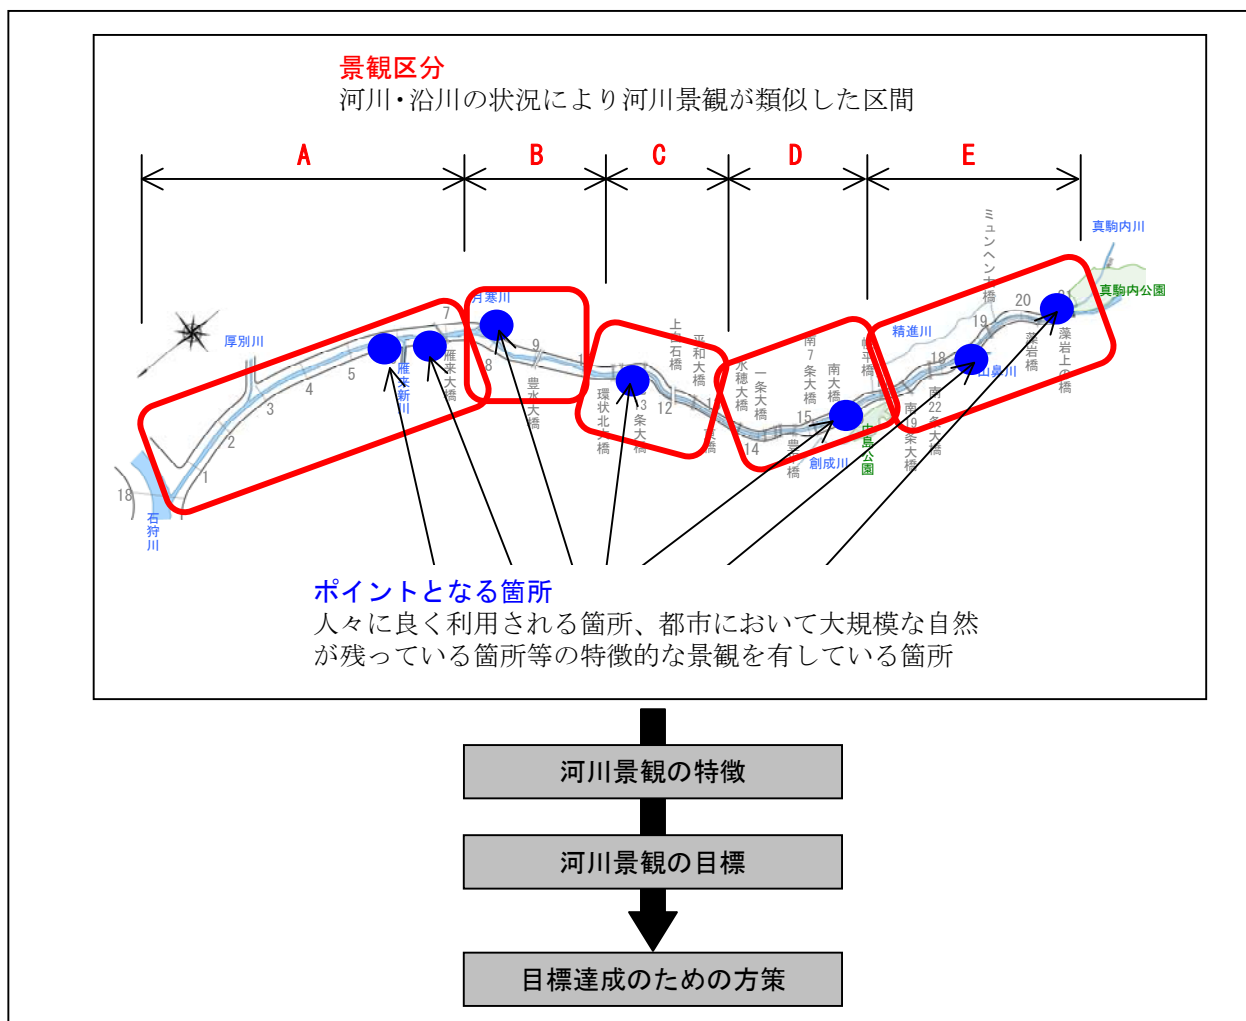 景観区分
河川・沿川の状況により河川景観が類似した区間
A
B
C
D
E
真駒内川
ミュンヘン大橋
真駒内公園
20
21
19
精進川
藻岩橋
藻岩上の橋
18
山鼻川
幌平橋
南22条大橋
南19条大橋
中島公園
南大橋
南7条大橋
15
創成川
一条大橋
水穂大橋
14
平和大橋
上白石橋
12
環状北大橋
月寒川
7
8
9
豊水大橋
雁来大橋
雁来新川
厚別川
5
4
3
2
1
18
石狩川
ポイントとなる箇所
人々に良く利用される箇所、都市において大規模な自然
が残っている箇所等の特徴的な景観を有している箇所
河川景観の特徴
河川景観の目標
目標達成のための方策